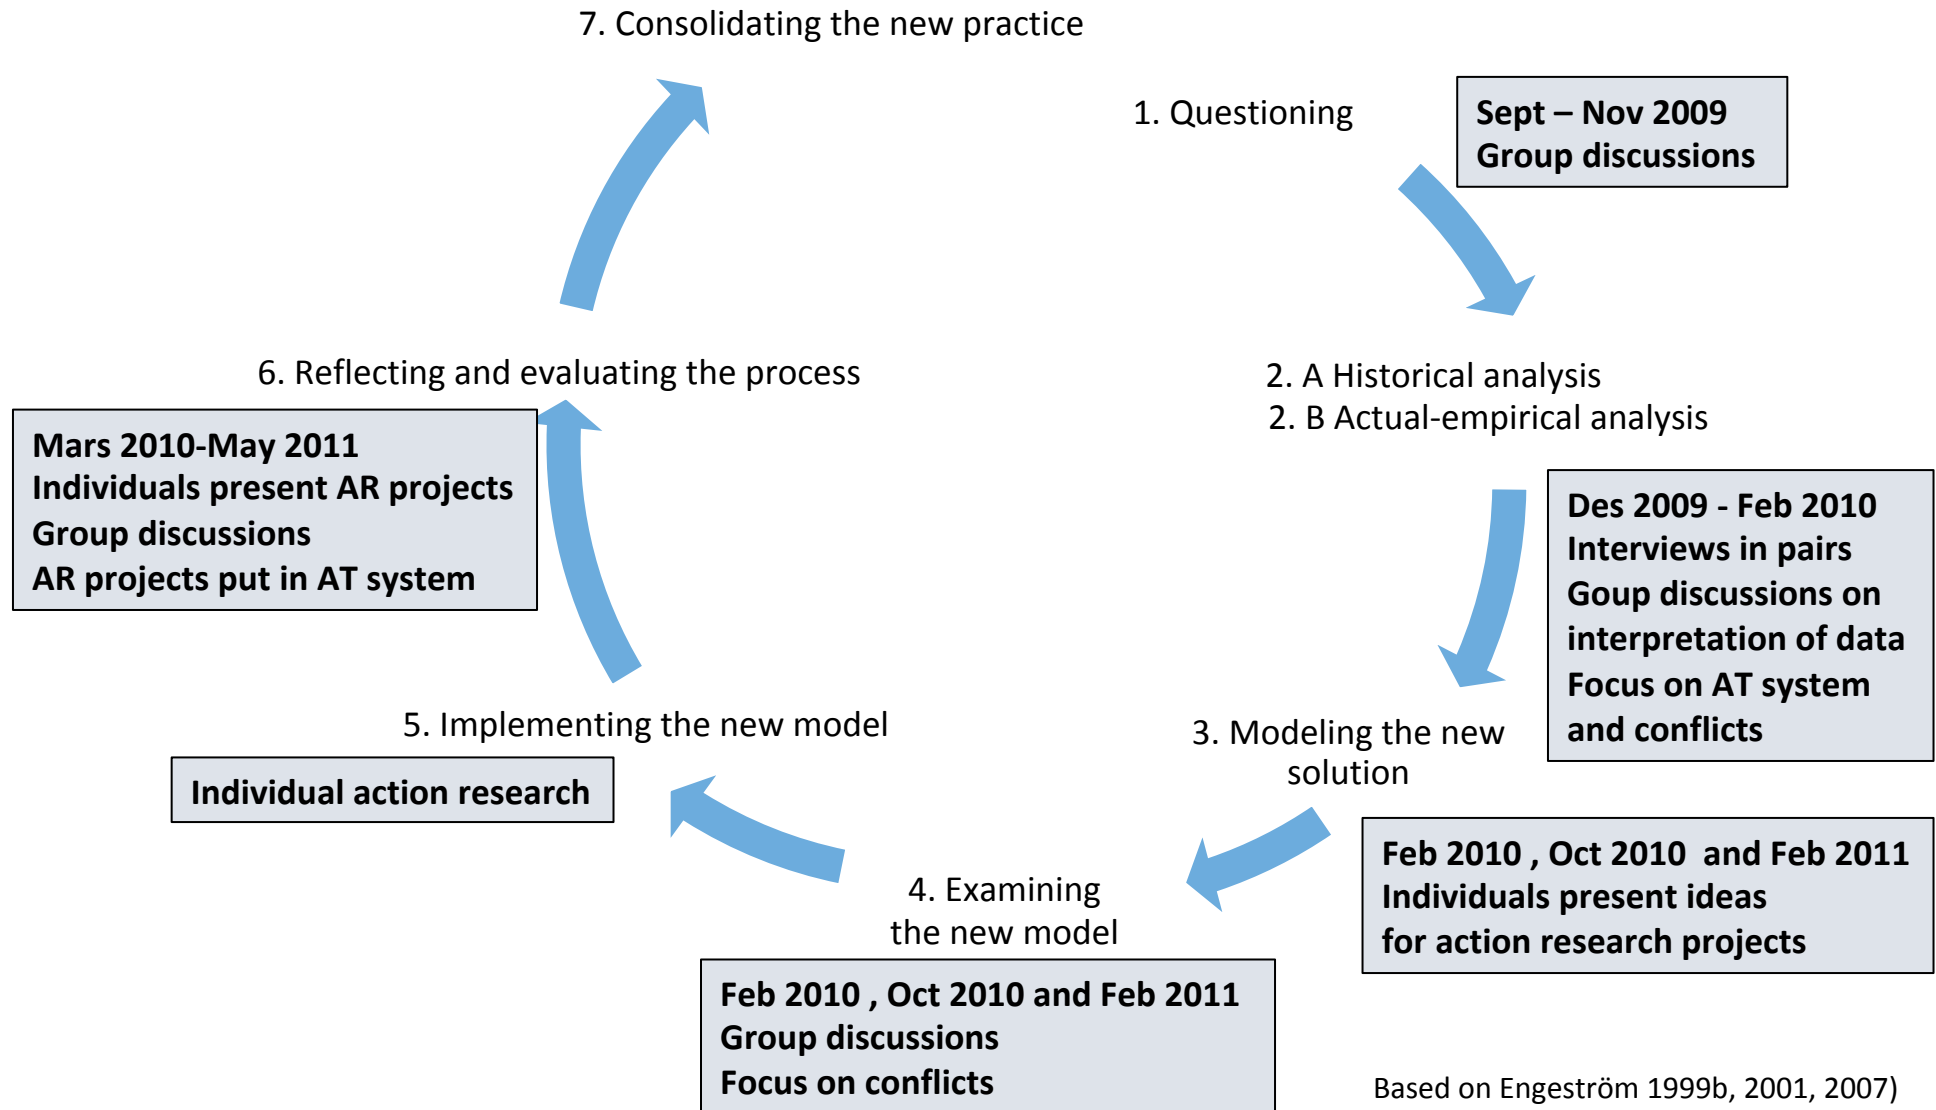 7. Consolidating the new practice
1. Questioning
Sept – Nov 2009
Group discussions
2. A Historical analysis
2. B Actual-empirical analysis
Des 2009 - Feb 2010
Interviews in pairs
Goup discussions on
interpretation of data
Focus on AT system
and conflicts
3. Modeling the new
solution
Feb 2010 , Oct 2010 and Feb 2011
Individuals present ideas
for action research projects
4. Examining
the new model
Feb 2010 , Oct 2010 and Feb 2011
Group discussions
Focus on conflicts
5. Implementing the new model
Individual action research
6. Reflecting and evaluating the process
Mars 2010-May 2011
Individuals present AR projects
Group discussions
AR projects put in AT system
Based on Engeström 1999b, 2001, 2007)